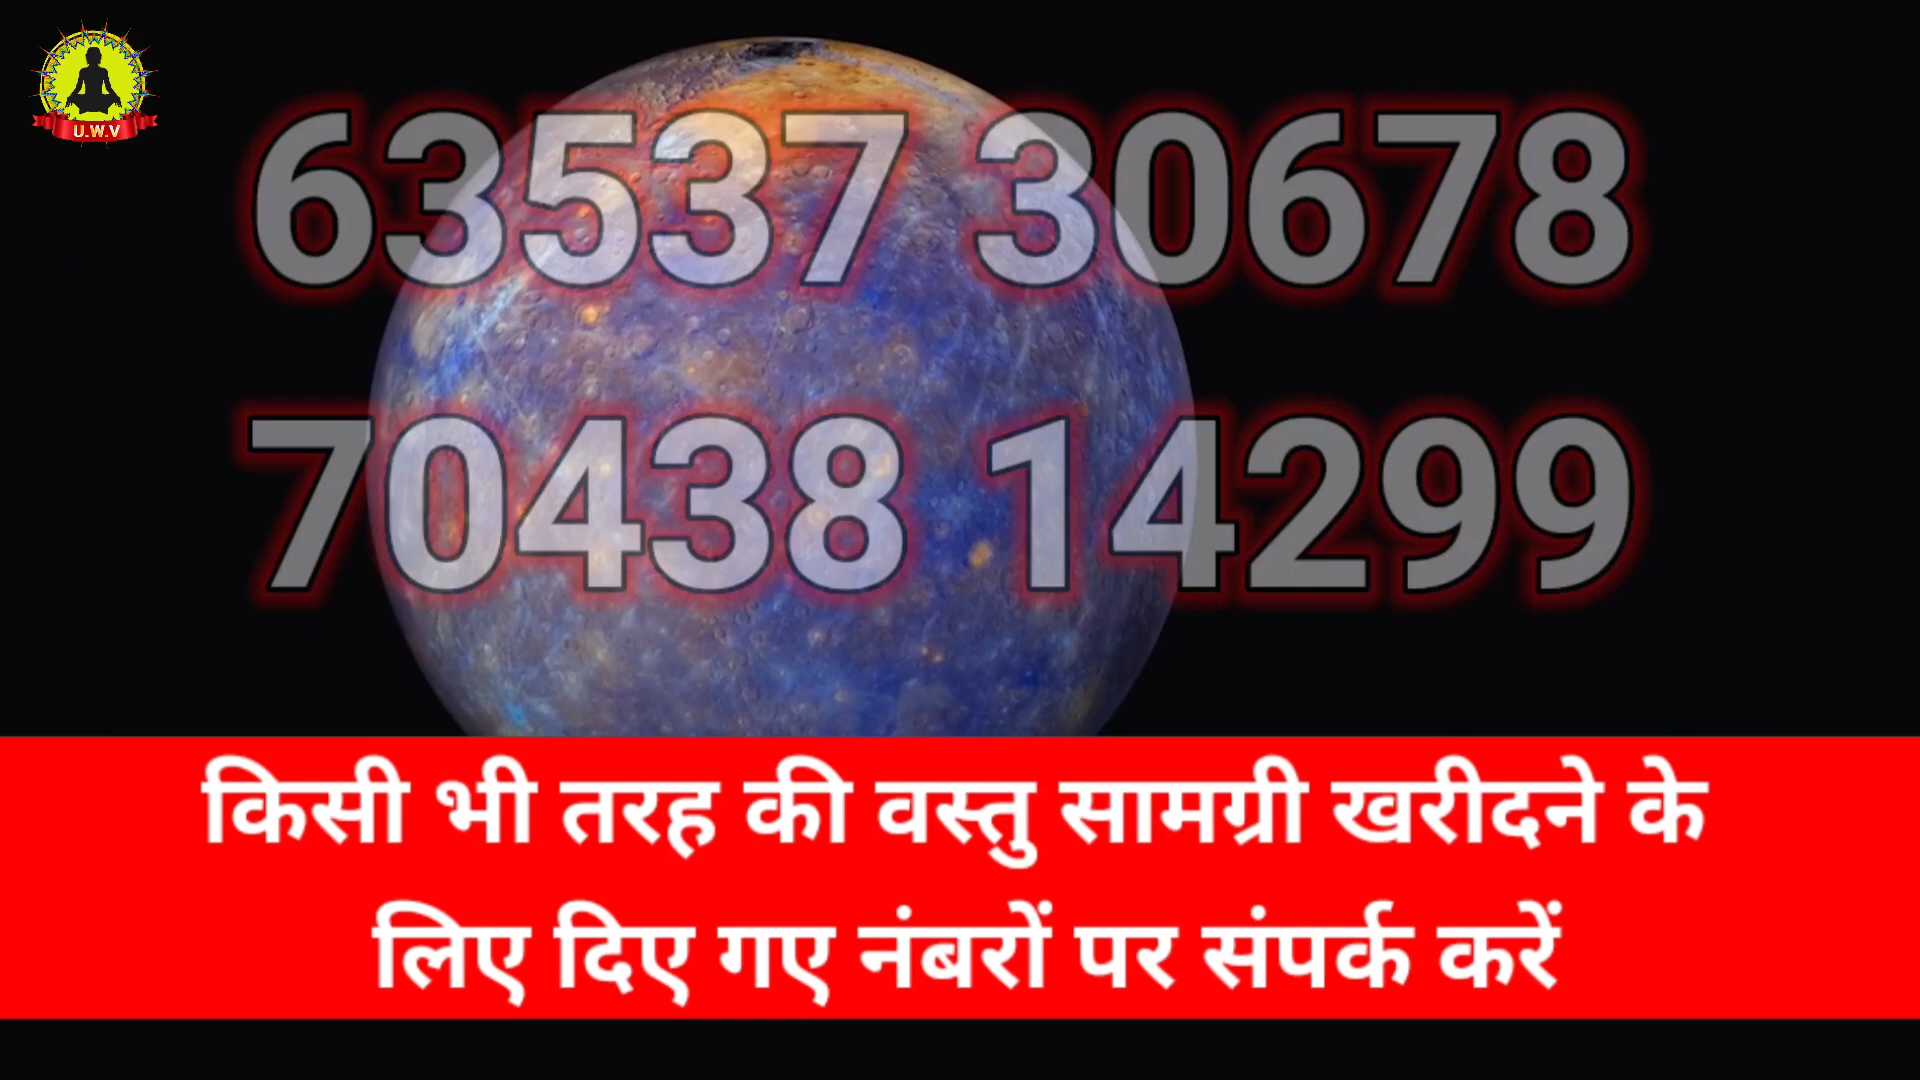 U.W.V
63537 30678
70438 14299
किसी भी तरह की वस्तु सामग्री खरीदने के
लिए दिए गए नंबरों पर संपर्क करें